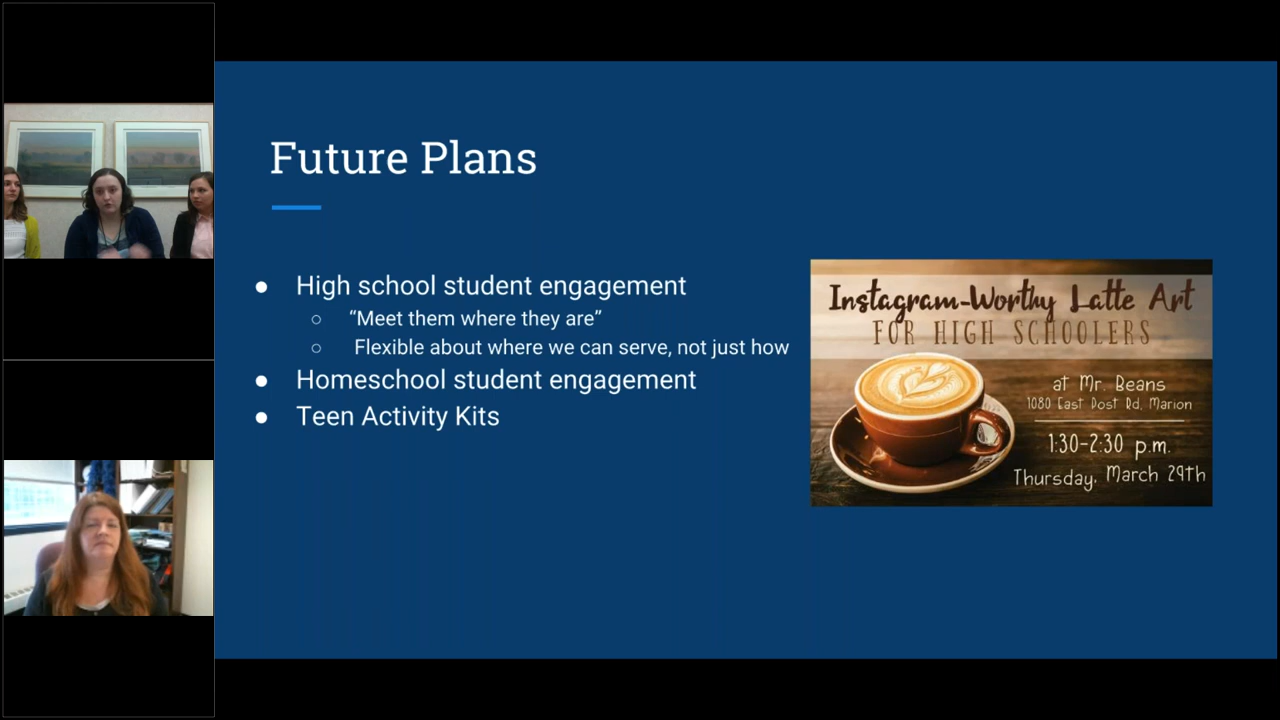 Future Plans
● High school student engagement
○ “Meet them where they are”
○ Flexible about where we can serve, not just how
● Homeschool student engagement
● Teen Activity Kits
Instagram-Worthy Latte Art
FOR HIGH SCHOOLERS
at Mr. Beans
1080 East Post Rd, Marion
1:30-2:30 p.m.
Thursday, March 29th